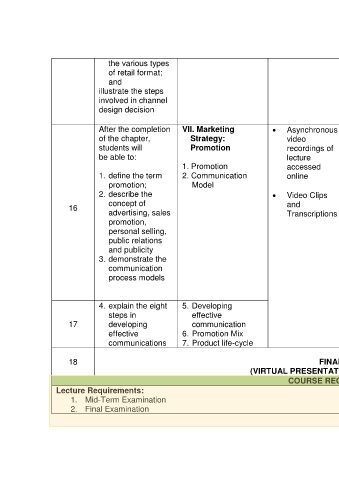 the various types
of retail format;
and
illustrate the steps
involved in channel
design decision
16
After the completion
of the chapter,
students will
be able to:
1. define the term
promotion;
2. describe the
concept of
advertising, sales
promotion,
personal selling,
public relations
and publicity
3. demonstrate the
communication
process models
VII. Marketing
Strategy:
Promotion
1. Promotion
2. Communication
Model
• Asynchronous
video
recordings of
lecture
accessed
online
• Video Clips
and
Transcriptions
17
4. explain the eight
steps in
developing
effective
communications
5. Developing
effective
communication
6. Promotion Mix
7. Product life-cycle
18
FINA
(VIRTUAL PRESENTAT
COURSE REQ
Lecture Requirements:
1. Mid-Term Examination
2. Final Examination